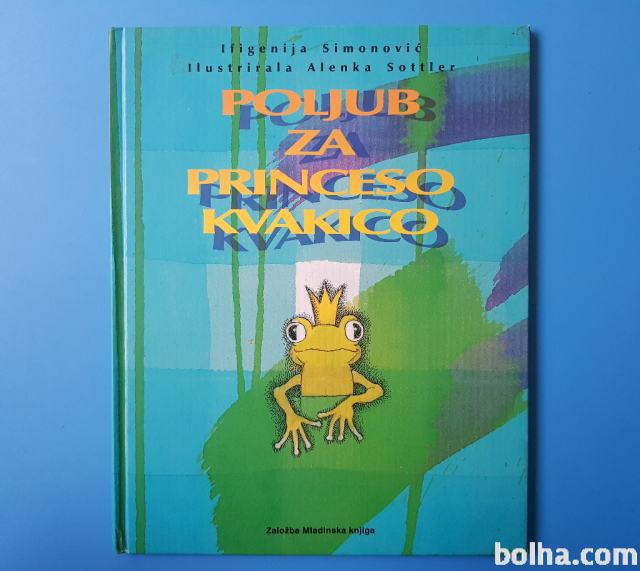 Ifigenija Simonović
Ilustrirala Alenka Sottler
POLJUB
ZA
PRINCESO
KVAKICO
Založba Mladinska knjiga
bolha.com